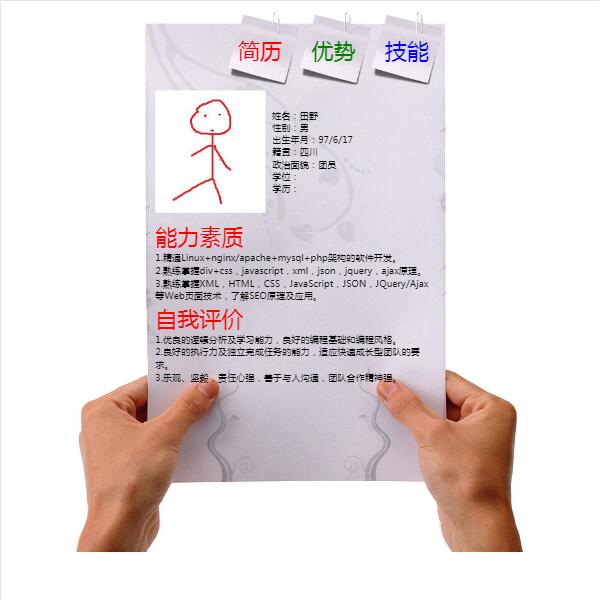 简历 优势 技能
姓名：田野
性别：男
出生年月：97/6/17
籍贯：四川
政治面貌：团员
学位：
学历：
能力素质
1.精通Linux+nginx/apache+mysql+php架构的软件开发。
2.熟练掌握div+css，javascript，xml，json，jquery，ajax原理。
3.熟练掌握XML，HTML，CSS，JavaScript，JSON，JQuery/Ajax
等Web页面技术，了解SEO原理及应用。
自我评价
1.优良的逻辑分析及学习能力，良好的编程基础和编程风格。
2.良好的执行力及独立完成任务的能力，适应快速成长型团队的要
求。
3.乐观、坚毅，责任心强，善于与人沟通，团队合作精神强。